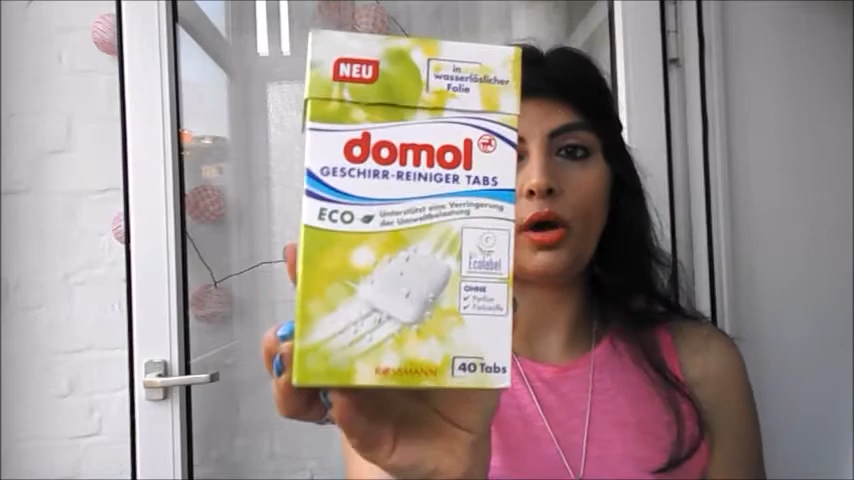 NEU
in
wasserlöslicher
Folie
domol
GESCHIRR-REINIGER TABS
ECO
Unterstützt eine Verringerung
der Umweltbelastung
Ecolabel
OHNE
✓ Parfüm
✓ Farbstoffe
ROSSMANN
40 Tabs